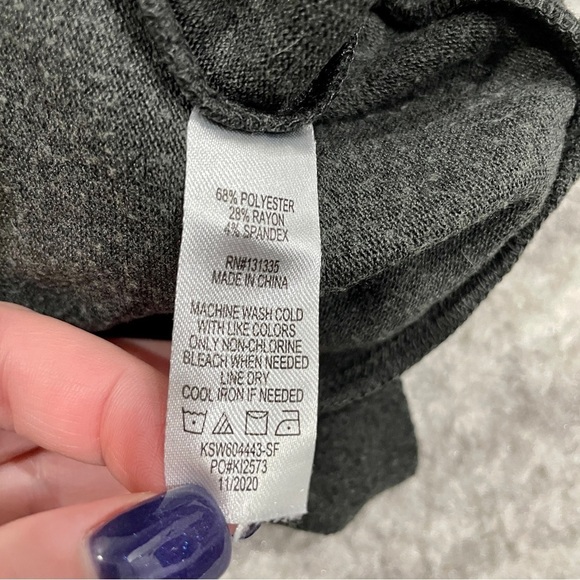 68% POLYESTER
28% RAYON
4% SPANDEX
RN#131335
MADE IN CHINA
MACHINE WASH COLD
WITH LIKE COLORS
ONLY NON-CHLORINE
BLEACH WHEN NEEDED
LINE DRY
COOL IRON IF NEEDED
KSW604443-SF
PO#KI2573
11/2020